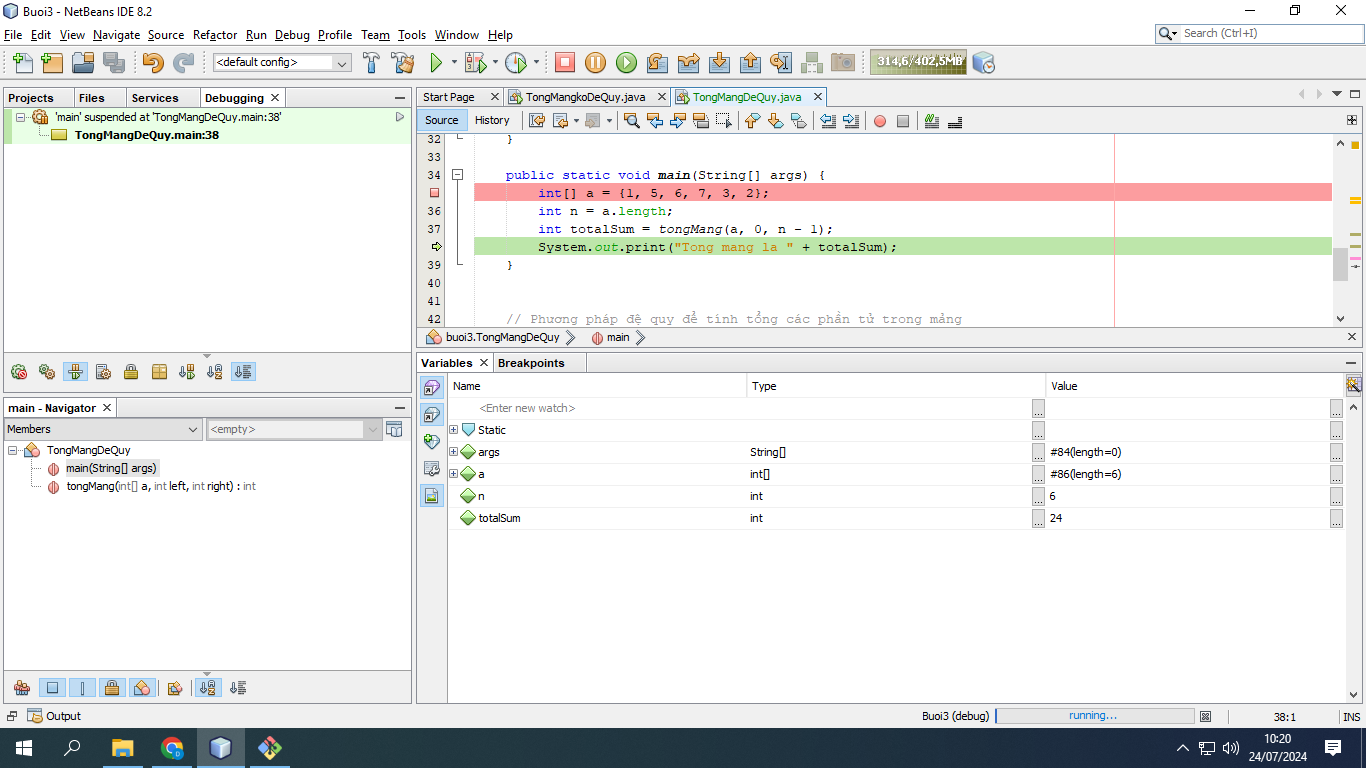 Buoi3 - NetBeans IDE 8.2
File Edit View Navigate Source Refactor Run Debug Profile Team Tools Window Help
Search (Ctrl+I)
<default config>
314,6/402,5MB
Projects Files Services Debugging
'main' suspended at 'TongMangDeQuy.main:38'
TongMangDeQuy.main:38
Start Page TongMangkoDeQuy.java TongMangDeQuy.java
Source History
32 }
33
34 public static void main(String[] args) {
int[] a = {1, 5, 6, 7, 3, 2};
36 int n = a.length;
37 int totalSum = tongMang(a, 0, n - 1);
System.out.print("Tong mang la " + totalSum);
39 }
40
41
42 // Phương pháp đệ quy để tính tổng các phần tử trong mảng
buoi3.TongMangDeQuy main
main - Navigator
Members <empty>
TongMangDeQuy
main(String[] args)
tongMang(int[] a, int left, int right) : int
Variables Breakpoints
Name Type Value
<Enter new watch>
Static
args String[] #84(length=0)
a int[] #86(length=6)
n int 6
totalSum int 24
Output
Buoi3 (debug) running... 38:1 INS
10:20
24/07/2024